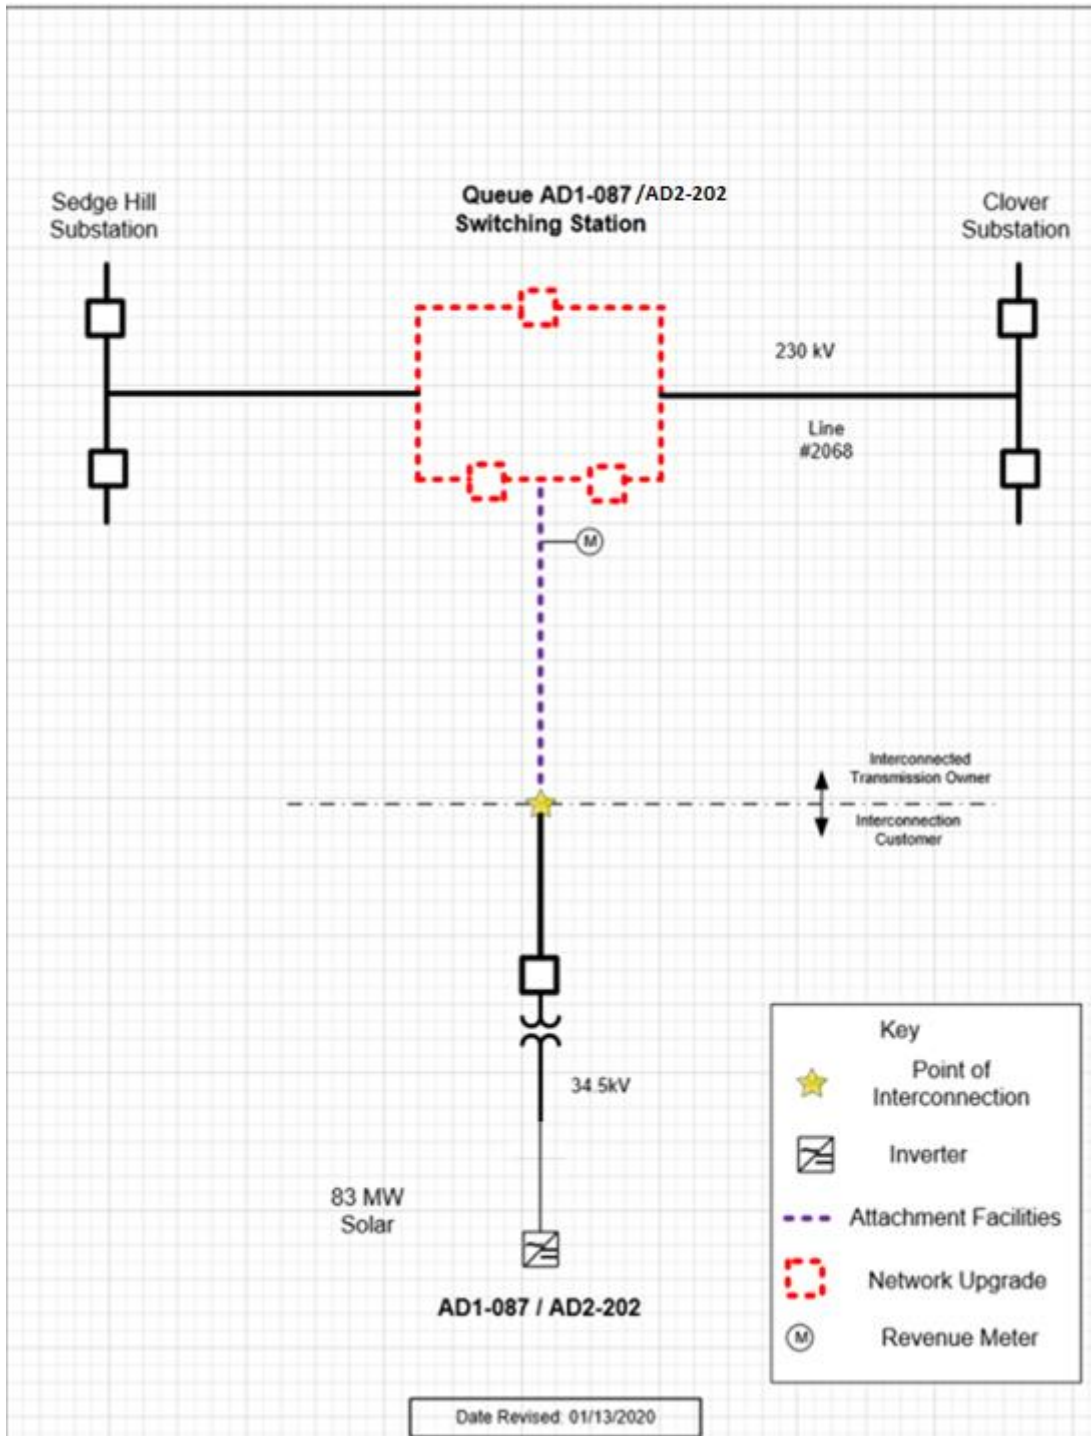 Queue AD1-087 /AD2-202
Switching Station
Sedge Hill
Substation
Clover
Substation
230 kV
Line
#2068
M
Interconnected
Transmission Owner
Interconnection
Customer
34.5kV
83 MW
Solar
AD1-087 / AD2-202
Key
Point of
Interconnection
Inverter
Attachment Facilities
Network Upgrade
M
Revenue Meter
Date Revised: 01/13/2020